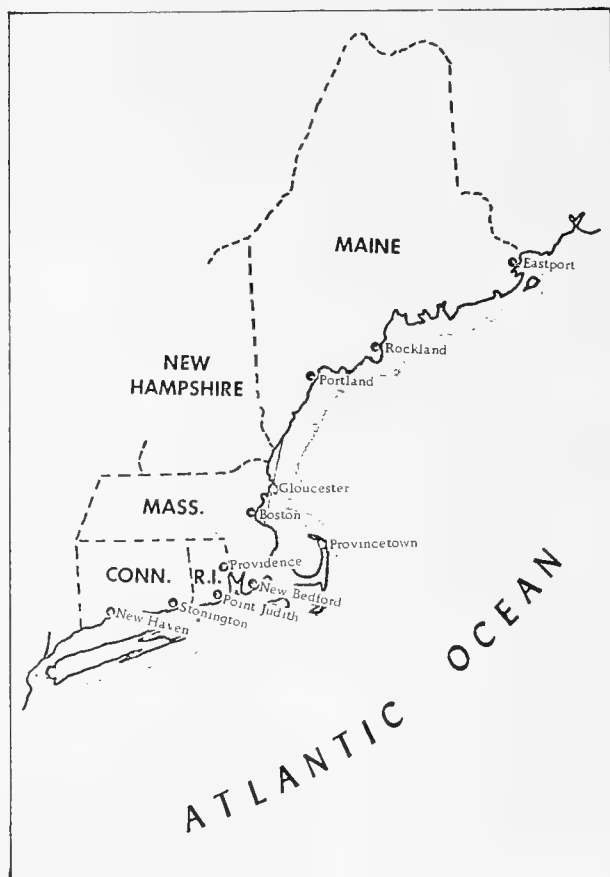 MAINE
Eastport
Rockland
NEW
HAMPSHIRE
Portland
Gloucester
MASS.
Boston
Provincetown
Providence
CONN.
R.I.
New Bedford
Point Judith
Stonington
New Haven
ATLANTIC OCEAN